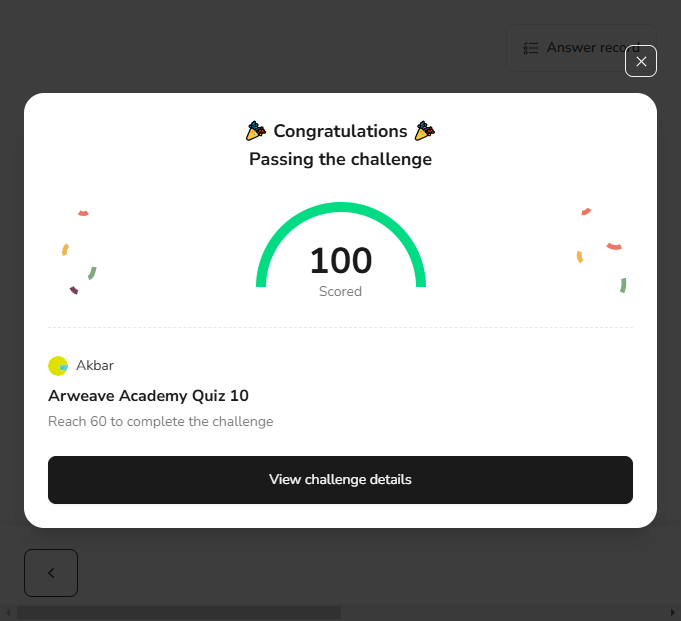 Answer record
Congratulations
Passing the challenge
100
Scored
Akbar
Arweave Academy Quiz 10
Reach 60 to complete the challenge
View challenge details